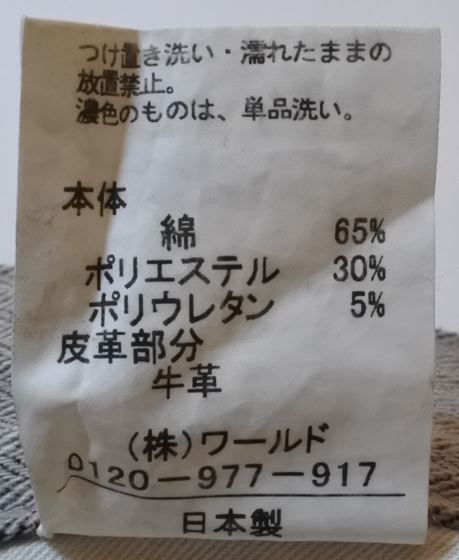 つけ置き洗い・濡れたままの
放置禁止。
濃色のものは、単品洗い。
本体
綿 65%
ポリエステル 30%
ポリウレタン 5%
皮革部分
牛革
(株)ワールド
0120-977-917
日本製